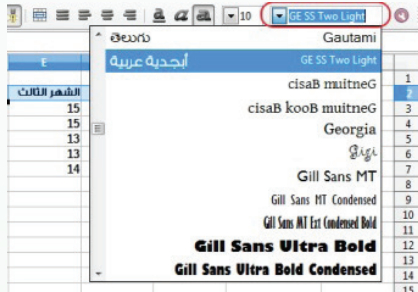 10 GE SS Two Light
తెలుగు Gautami
E أبجدية عربية GE SS Two Light
cisaB muitneG 1
الشهر الثالث 2
15 cisaB kooB muitneG 3
15 Georgia 4
13 Gigi 5
13 6
14 Gill Sans MT 7
8
Gill Sans MT Condensed 9
10
Gill Sans MT Ext Condensed Bold 11
Gill Sans Ultra Bold 12
13
Gill Sans Ultra Bold Condensed 14
15